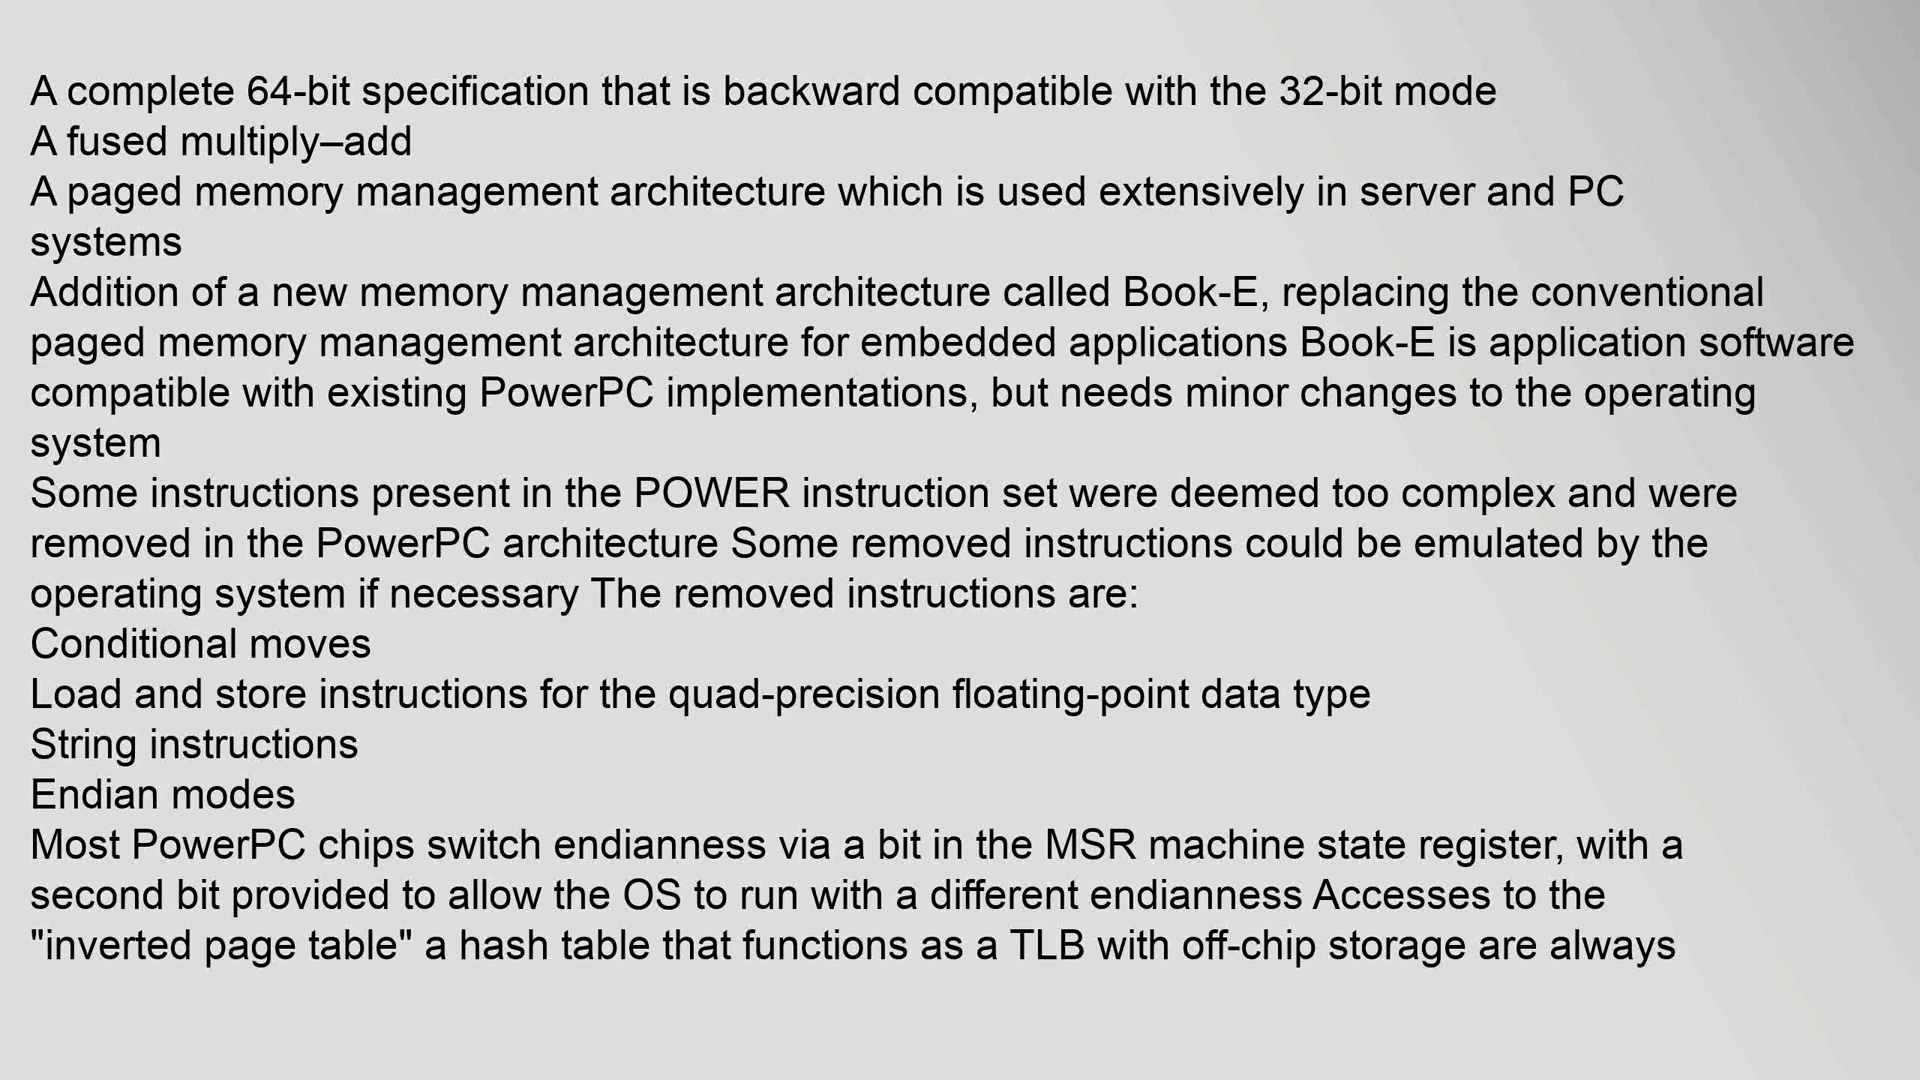 A complete 64-bit specification that is backward compatible with the 32-bit mode
A fused multiply–add
A paged memory management architecture which is used extensively in server and PC
systems
Addition of a new memory management architecture called Book-E, replacing the conventional
paged memory management architecture for embedded applications Book-E is application software
compatible with existing PowerPC implementations, but needs minor changes to the operating
system
Some instructions present in the POWER instruction set were deemed too complex and were
removed in the PowerPC architecture Some removed instructions could be emulated by the
operating system if necessary The removed instructions are:
Conditional moves
Load and store instructions for the quad-precision floating-point data type
String instructions
Endian modes
Most PowerPC chips switch endianness via a bit in the MSR machine state register, with a
second bit provided to allow the OS to run with a different endianness Accesses to the
"inverted page table" a hash table that functions as a TLB with off-chip storage are always